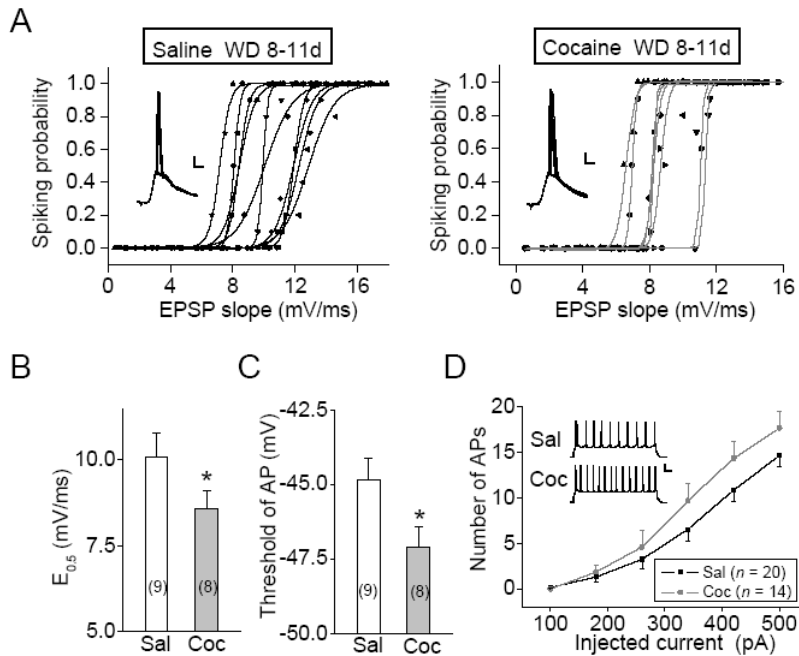 A
Saline WD 8-11d
Spiking probability
1.0
0.8
0.6
0.4
0.2
0.0
0 4 8 12 16
EPSP slope (mV/ms)
Cocaine WD 8-11d
Spiking probability
1.0
0.8
0.6
0.4
0.2
0.0
0 4 8 12 16
EPSP slope (mV/ms)
B
E0.5 (mV/ms)
10.0
7.5
5.0
*
(9) (8)
Sal Coc
C
Threshold of AP (mV)
-42.5
-45.0
-47.5
-50.0
*
(9) (8)
Sal Coc
D
Number of APs
20
15
10
5
0
Sal
Coc
Sal (n = 20)
Coc (n = 14)
100 200 300 400 500
Injected current (pA)